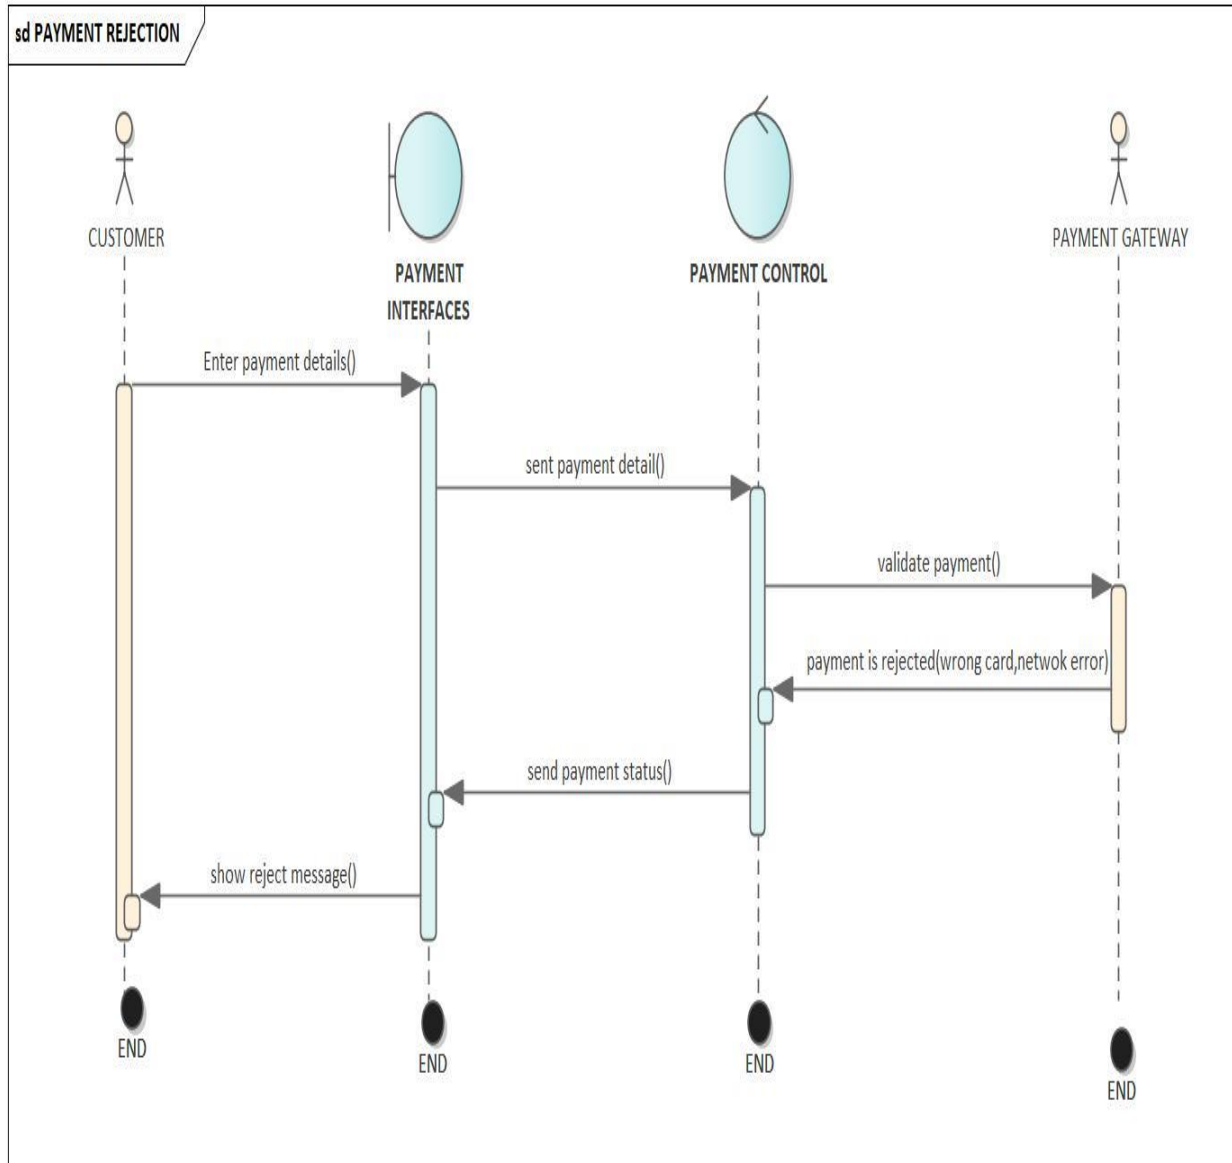 sd PAYMENT REJECTION
CUSTOMER
PAYMENT
INTERFACES
PAYMENT CONTROL
PAYMENT GATEWAY
Enter payment details()
sent payment detail()
validate payment()
payment is rejected(wrong card,netwok error)
send payment status()
show reject message()
END
END
END
END